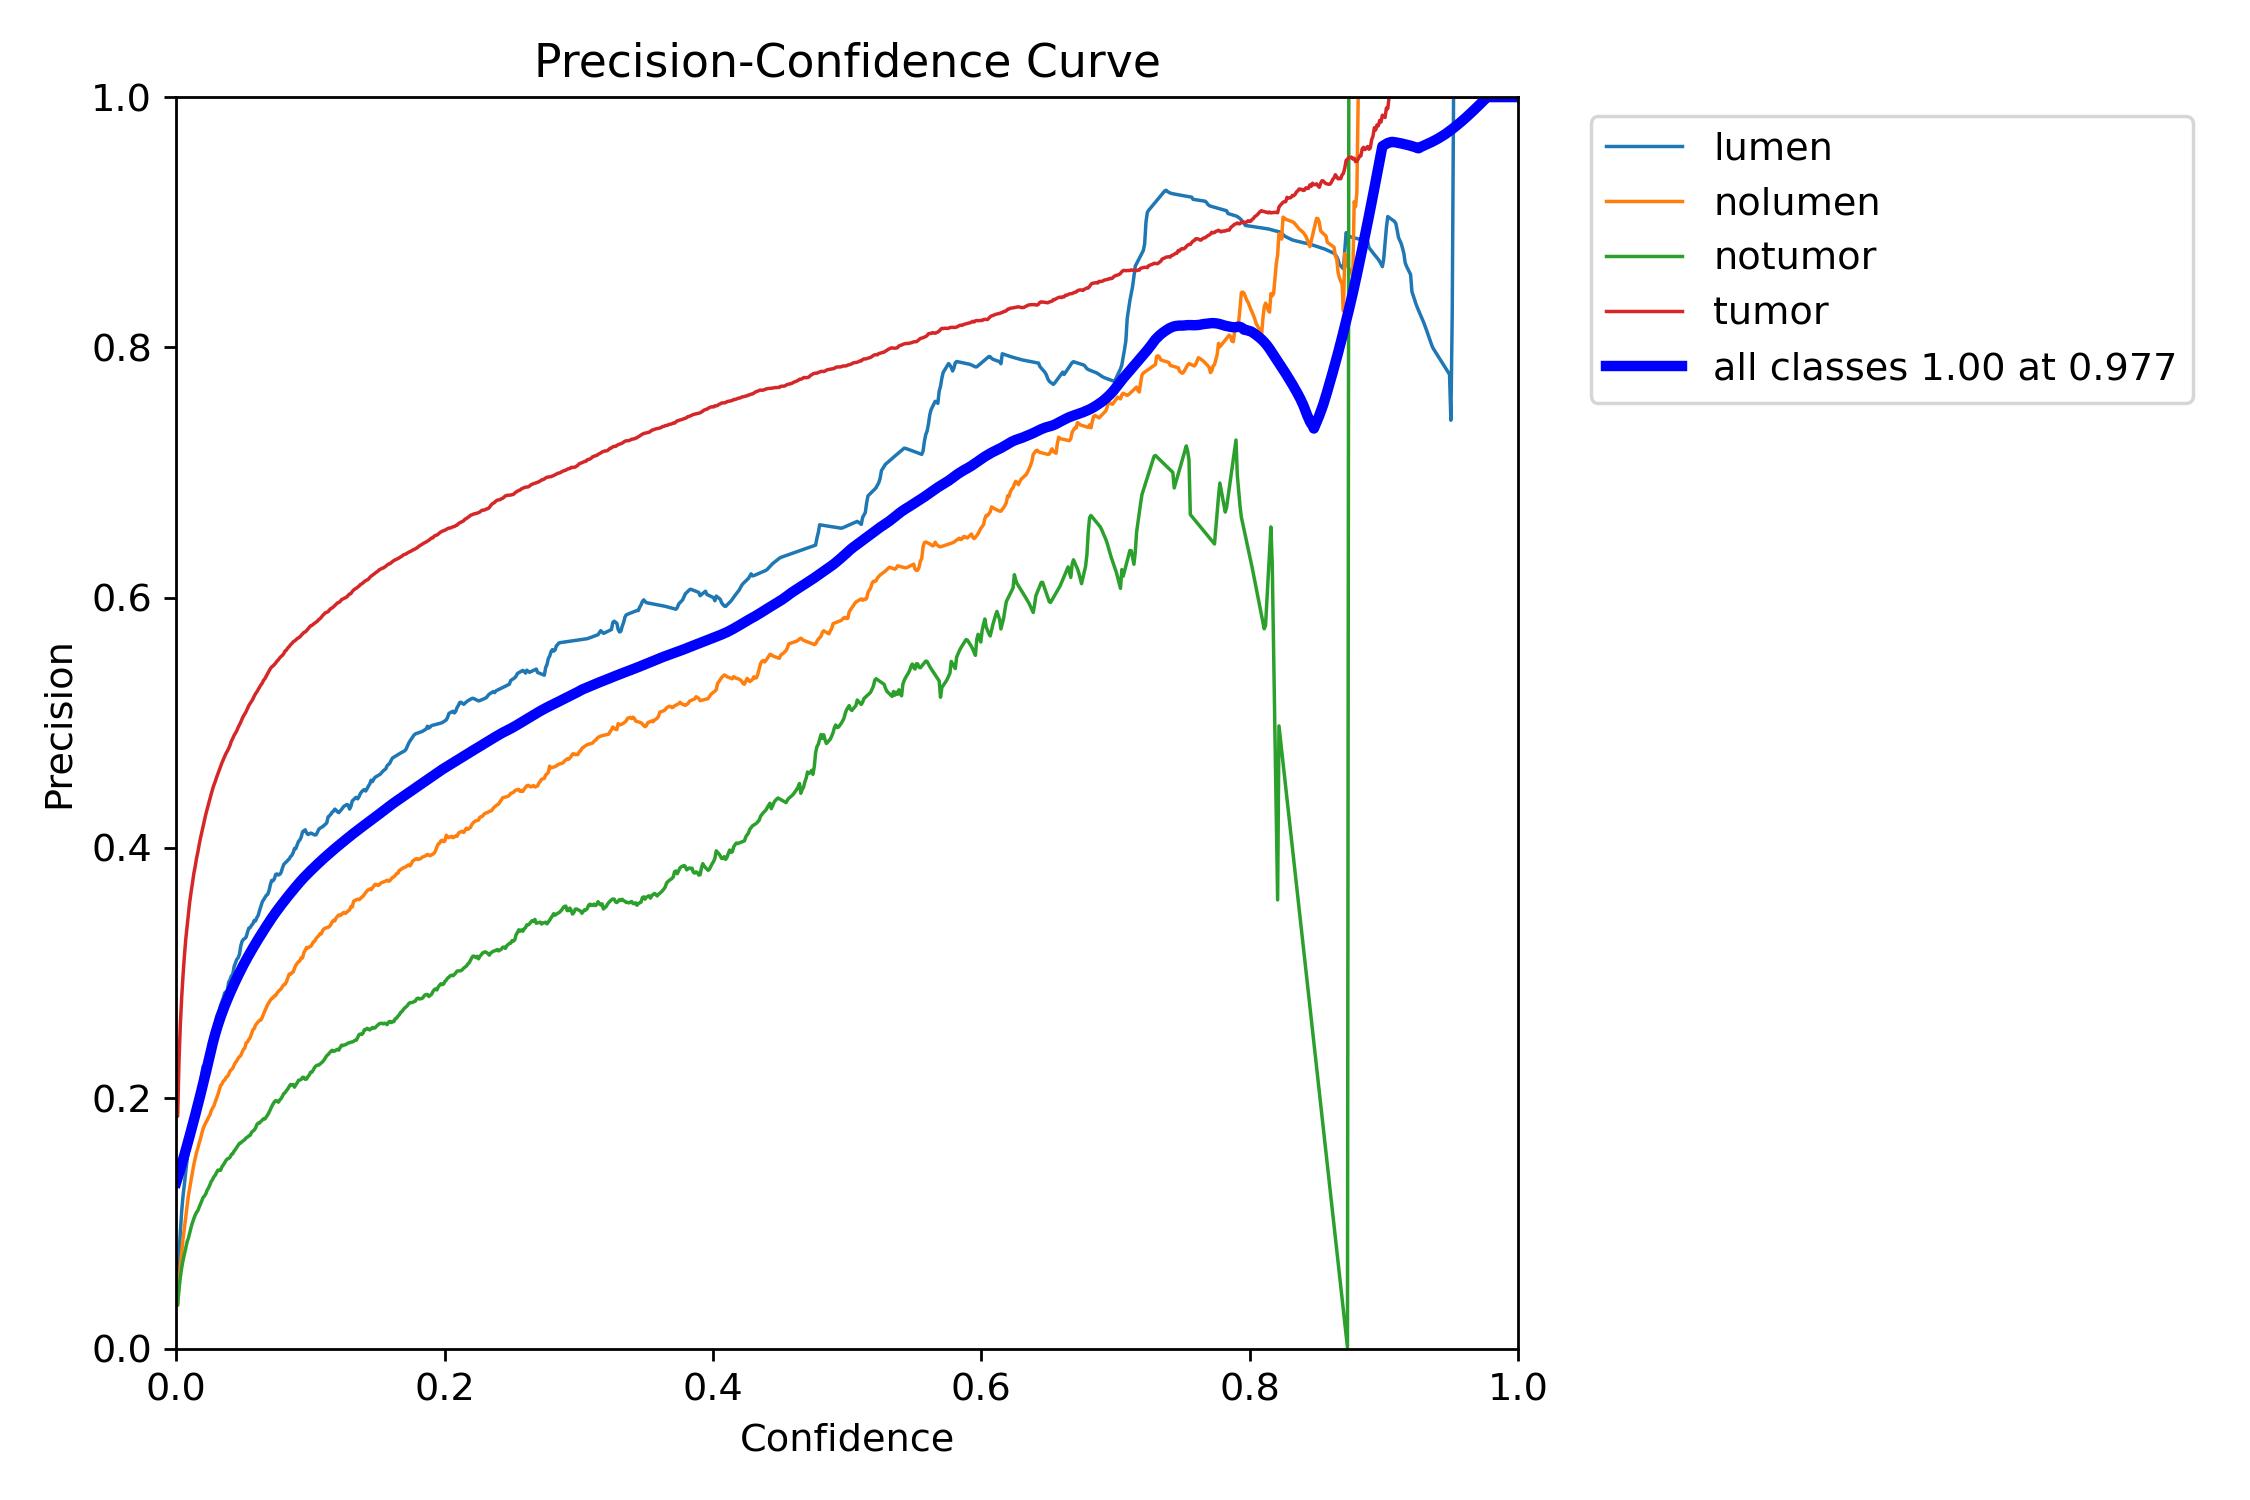 Precision-Confidence Curve
1.0
0.8
0.6
0.4
0.2
0.0
Precision
0.0 0.2 0.4 0.6 0.8 1.0
Confidence
lumen
nolumen
notumor
tumor
all classes 1.00 at 0.977